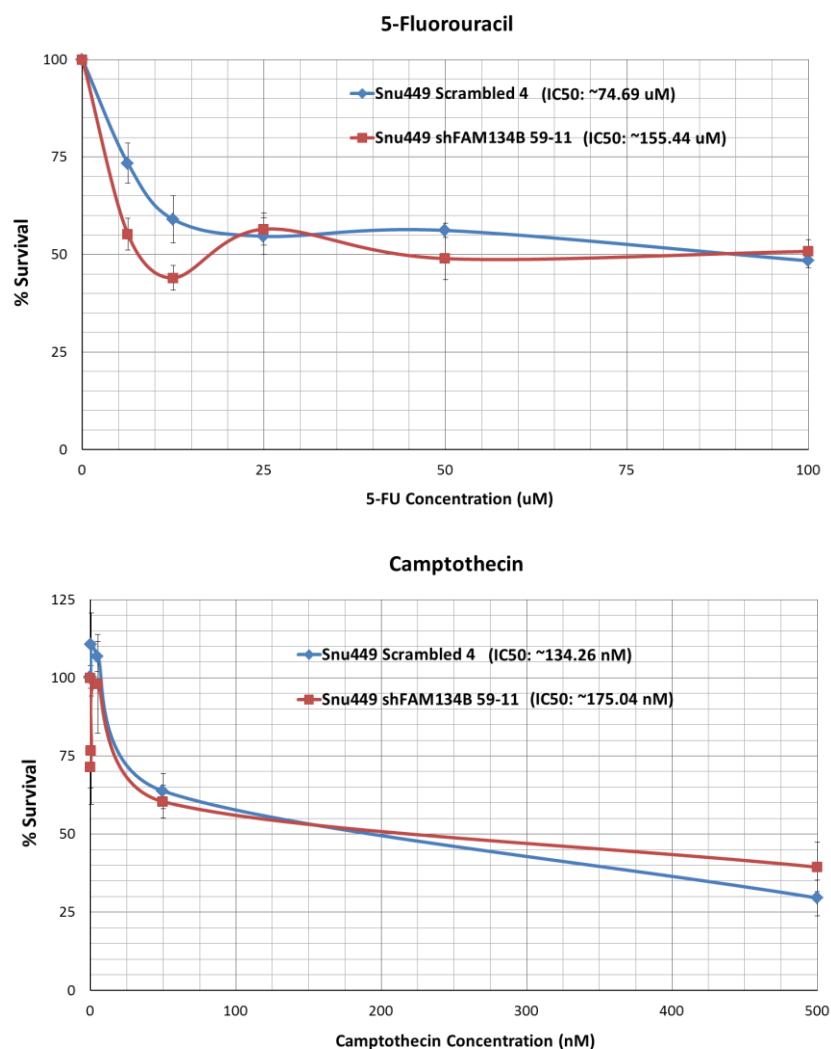 5-Fluorouracil
100
75
50
25
0
% Survival
Snu449 Scrambled 4 (IC50: ~74.69 uM)
Snu449 shFAM134B 59-11 (IC50: ~155.44 uM)
0 25 50 75 100
5-FU Concentration (uM)
Camptothecin
125
100
75
50
25
0
% Survival
Snu449 Scrambled 4 (IC50: ~134.26 nM)
Snu449 shFAM134B 59-11 (IC50: ~175.04 nM)
0 100 200 300 400 500
Camptothecin Concentration (nM)